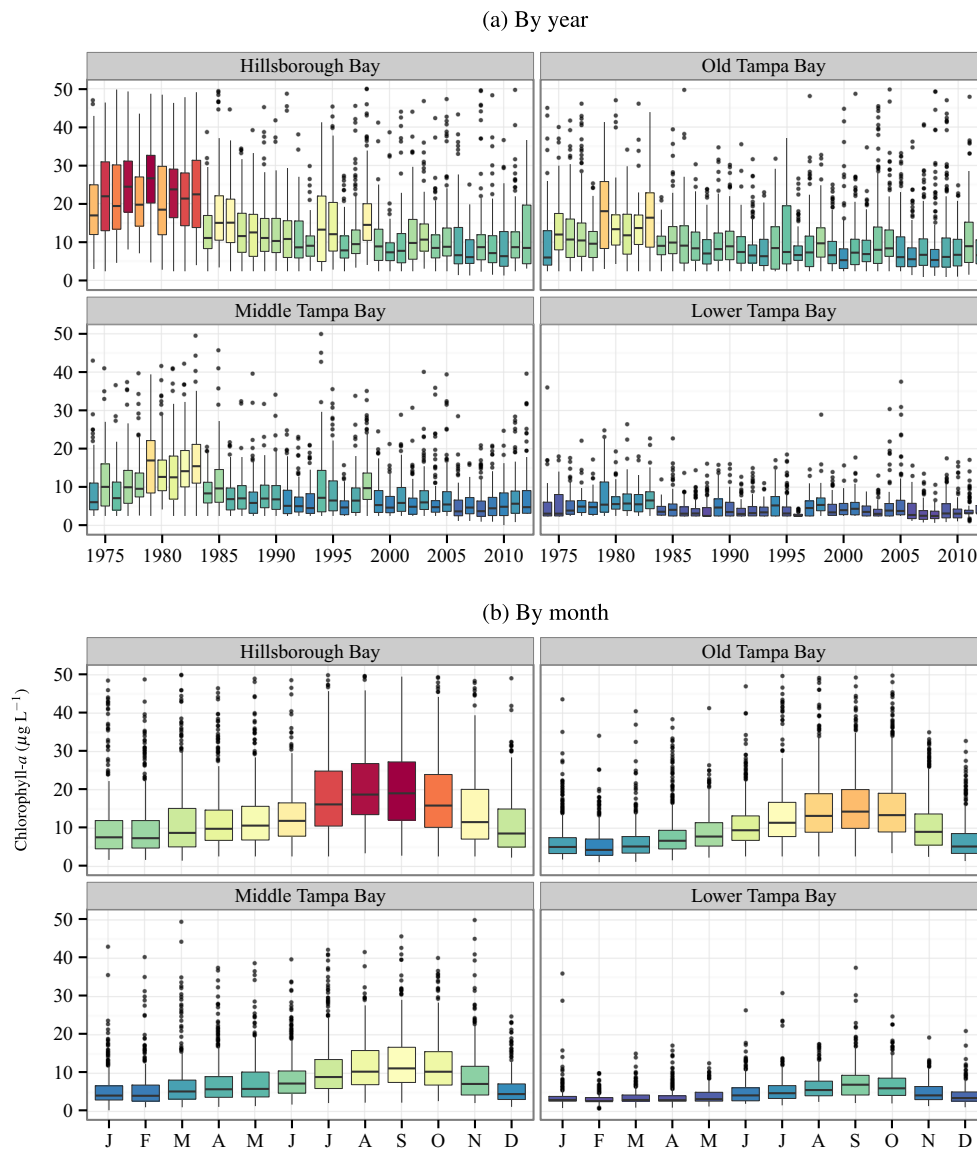 (a) By year
Hillsborough Bay Old Tampa Bay
50
40
30
20
10
0
Middle Tampa Bay Lower Tampa Bay
50
40
30
20
10
0
1975 1980 1985 1990 1995 2000 2005 2010 1975 1980 1985 1990 1995 2000 2005 2010
(b) By month
Hillsborough Bay Old Tampa Bay
Chlorophyll-a (µg L⁻¹)
50
40
30
20
10
0
Middle Tampa Bay Lower Tampa Bay
50
40
30
20
10
0
J F M A M J J A S O N D J F M A M J J A S O N D